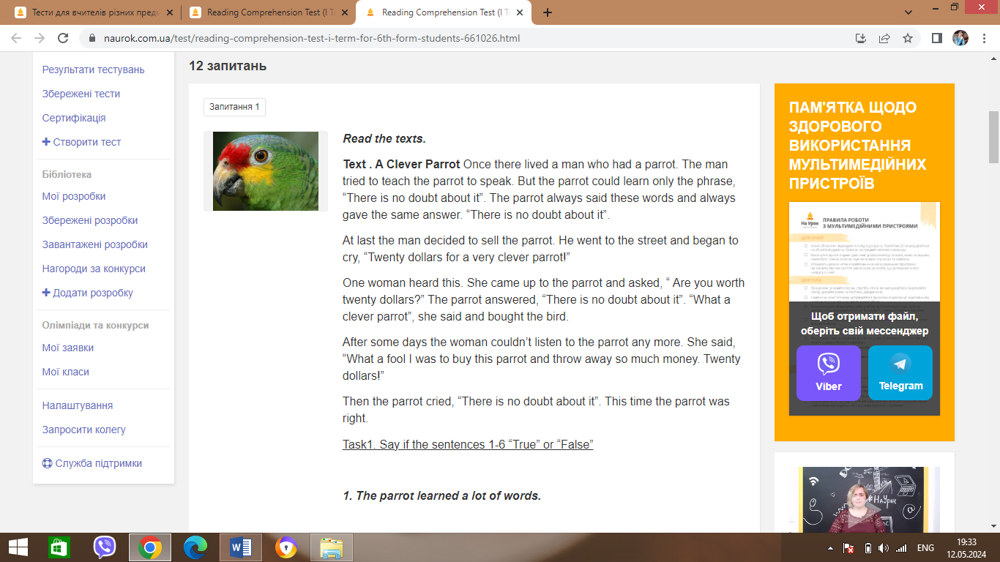 Тести для вчителів різних предм
Reading Comprehension Test (I T
Reading Comprehension Test (I T
naurok.com.ua/test/reading-comprehension-test-i-term-for-6th-form-students-661026.html
Результати тестувань
Збережені тести
Сертифікація
Створити тест
Бібліотека
Мої розробки
Збережені розробки
Завантажені розробки
Нагороди за конкурси
Додати розробку
Олімпіади та конкурси
Мої заявки
Мої класи
Налаштування
Запросити колегу
Служба підтримки
12 запитань
Запитання 1
Read the texts.
Text . A Clever Parrot Once there lived a man who had a parrot. The man
tried to teach the parrot to speak. But the parrot could learn only the phrase,
“There is no doubt about it”. The parrot always said these words and always
gave the same answer. “There is no doubt about it”.
At last the man decided to sell the parrot. He went to the street and began to
cry, “Twenty dollars for a very clever parrot!”
One woman heard this. She came up to the parrot and asked, “ Are you worth
twenty dollars?” The parrot answered, “There is no doubt about it”. “What a
clever parrot”, she said and bought the bird.
After some days the woman couldn’t listen to the parrot any more. She said,
“What a fool I was to buy this parrot and throw away so much money. Twenty
dollars!”
Then the parrot cried, “There is no doubt about it”. This time the parrot was
right.
Task1. Say if the sentences 1-6 “True” or “False”
1. The parrot learned a lot of words.
ПАМ'ЯТКА ЩОДО
ЗДОРОВОГО
ВИКОРИСТАННЯ
МУЛЬТИМЕДІЙНИХ
ПРИСТРОЇВ
На Урок
ПРАВИЛА РОБОТИ
З МУЛЬТИМЕДІЙНИМИ ПРИСТРОЯМИ
ДЛЯ ОЧЕЙ
ДЛЯ ТІЛА
Щоб отримати файл,
оберіть свій мессенджер
Viber
Telegram
#НаУрок
ENG
19:33
12.05.2024